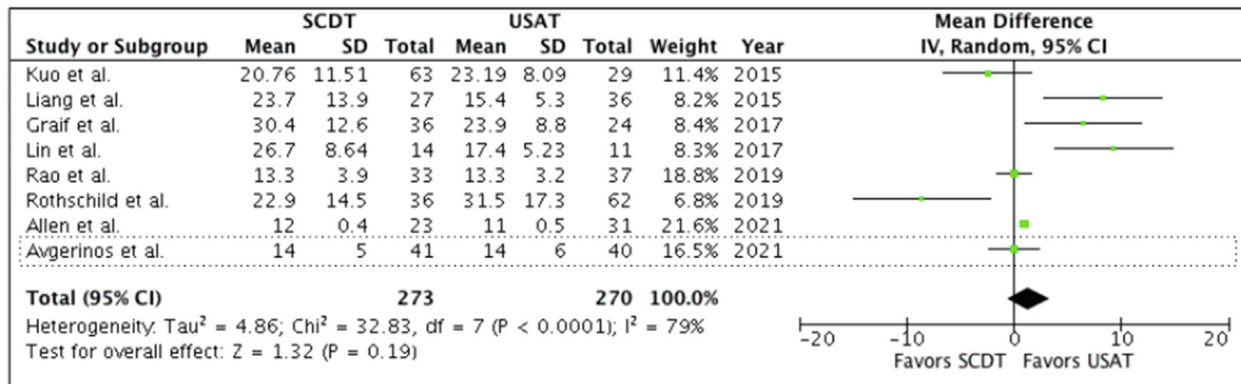 SCDT USAT Mean Difference
Study or Subgroup Mean SD Total Mean SD Total Weight Year IV, Random, 95% CI
Kuo et al. 20.76 11.51 63 23.19 8.09 29 11.4% 2015
Liang et al. 23.7 13.9 27 15.4 5.3 36 8.2% 2015
Graif et al. 30.4 12.6 36 23.9 8.8 24 8.4% 2017
Lin et al. 26.7 8.64 14 17.4 5.23 11 8.3% 2017
Rao et al. 13.3 3.9 33 13.3 3.2 37 18.8% 2019
Rothschild et al. 22.9 14.5 36 31.5 17.3 62 6.8% 2019
Allen et al. 12 0.4 23 11 0.5 31 21.6% 2021
Avgerinos et al. 14 5 41 14 6 40 16.5% 2021
Total (95% CI) 273 270 100.0%
Heterogeneity: Tau² = 4.86; Chi² = 32.83, df = 7 (P < 0.0001); I² = 79%
Test for overall effect: Z = 1.32 (P = 0.19)
-20 -10 0 10 20
Favors SCDT Favors USAT